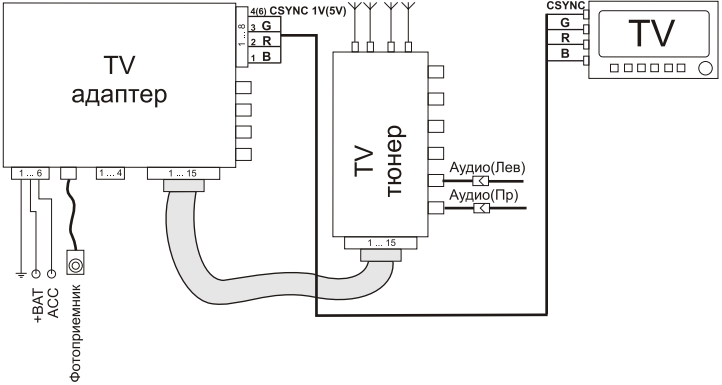 4(6) CSYNC 1V(5V)
3 G
2 R
1 B
1 ... 8
TV
адаптер
1 ... 6
1 ... 4
1 ... 15
+BAT
ACC
Фотоприемник
TV
тюнер
Аудио(Лев)
Аудио(Пр)
1 ... 15
CSYNC
G
R
B
TV